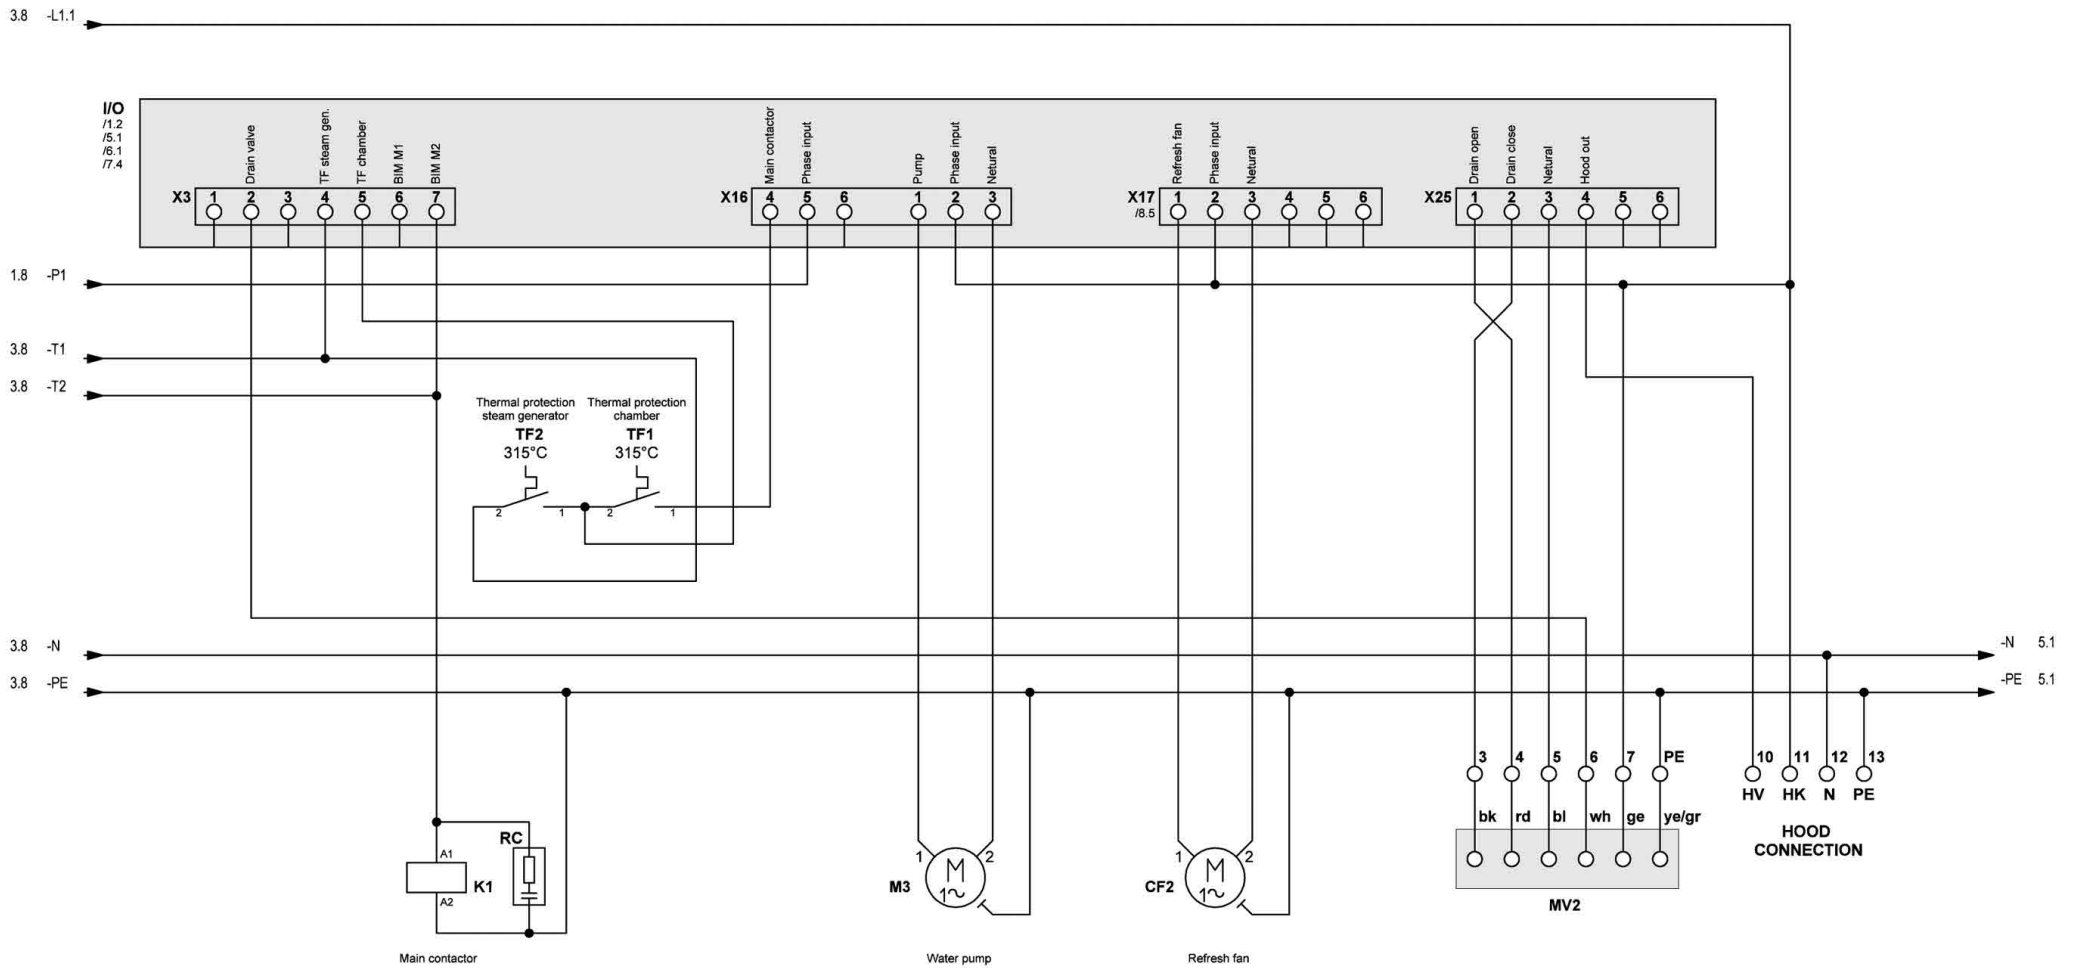 3.8 -L1.1
I/O
/1.2
/5.1
/6.1
/7.4
Drain valve
TF steam gen.
TF chamber
BIM M1
BIM M2
X3 1 2 3 4 5 6 7
Main contactor
Phase input
Pump
Phase input
Netural
X16 4 5 6 1 2 3
Refresh fan
Phase input
Netural
X17 1 2 3 4 5 6
/8.5
Drain open
Drain close
Netural
Hood out
X25 1 2 3 4 5 6
1.8 -P1
3.8 -T1
3.8 -T2
Thermal protection
steam generator
TF2
315°C
2 1
Thermal protection
chamber
TF1
315°C
2 1
3.8 -N
-N 5.1
3.8 -PE
-PE 5.1
3 4 5 6 7 PE
bk rd bl wh ge ye/gr
MV2
10 11 12 13
HV HK N PE
HOOD
CONNECTION
RC
A1
K1
A2
Main contactor
1 2
M
1~
M3
Water pump
1 2
M
1~
CF2
Refresh fan